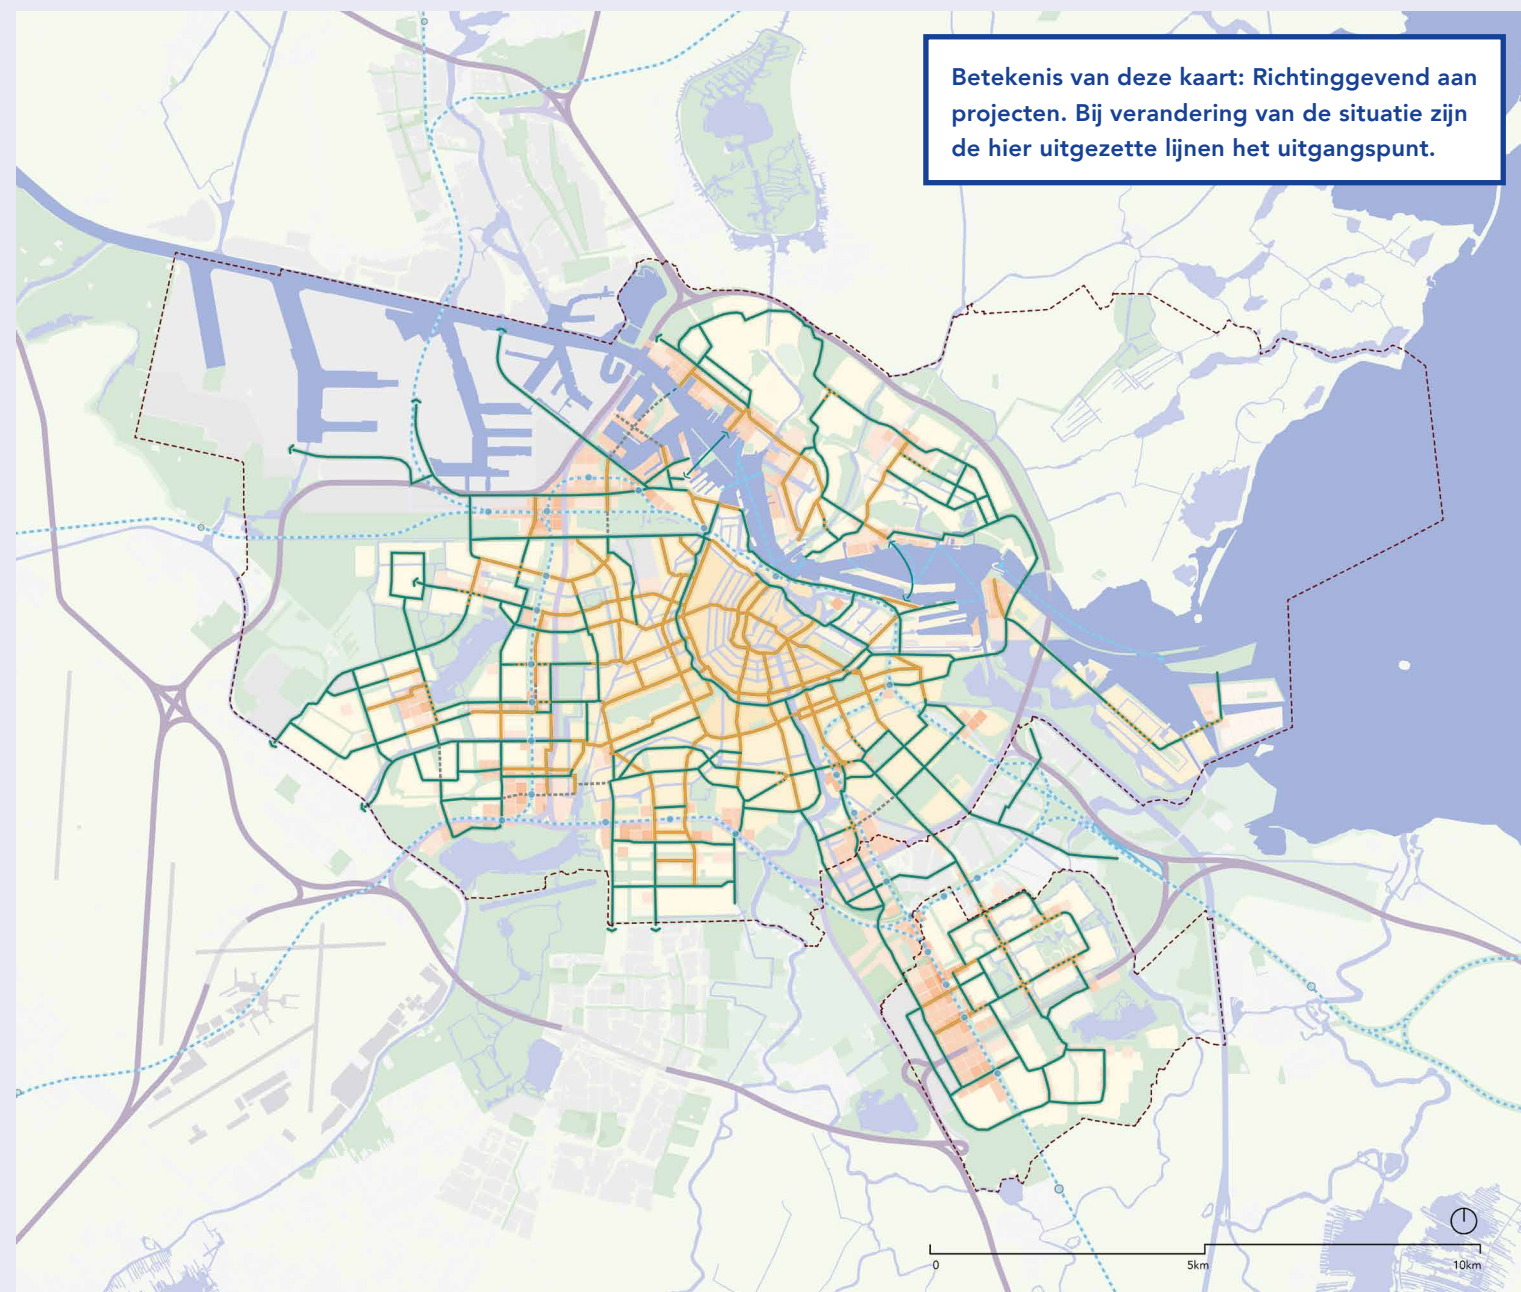 Betekenis van deze kaart: Richtinggevend aan
projecten. Bij verandering van de situatie zijn
de hier uitgezette lijnen het uitgangspunt.
0 5km 10km